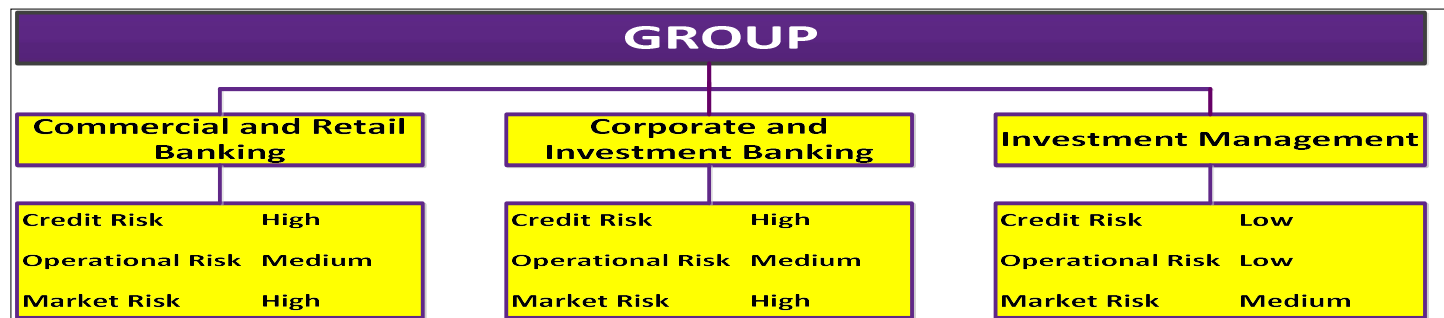 GROUP
Commercial and Retail
Banking
Corporate and
Investment Banking
Investment Management
Credit Risk High
Operational Risk Medium
Market Risk High
Credit Risk High
Operational Risk Medium
Market Risk High
Credit Risk Low
Operational Risk Low
Market Risk Medium